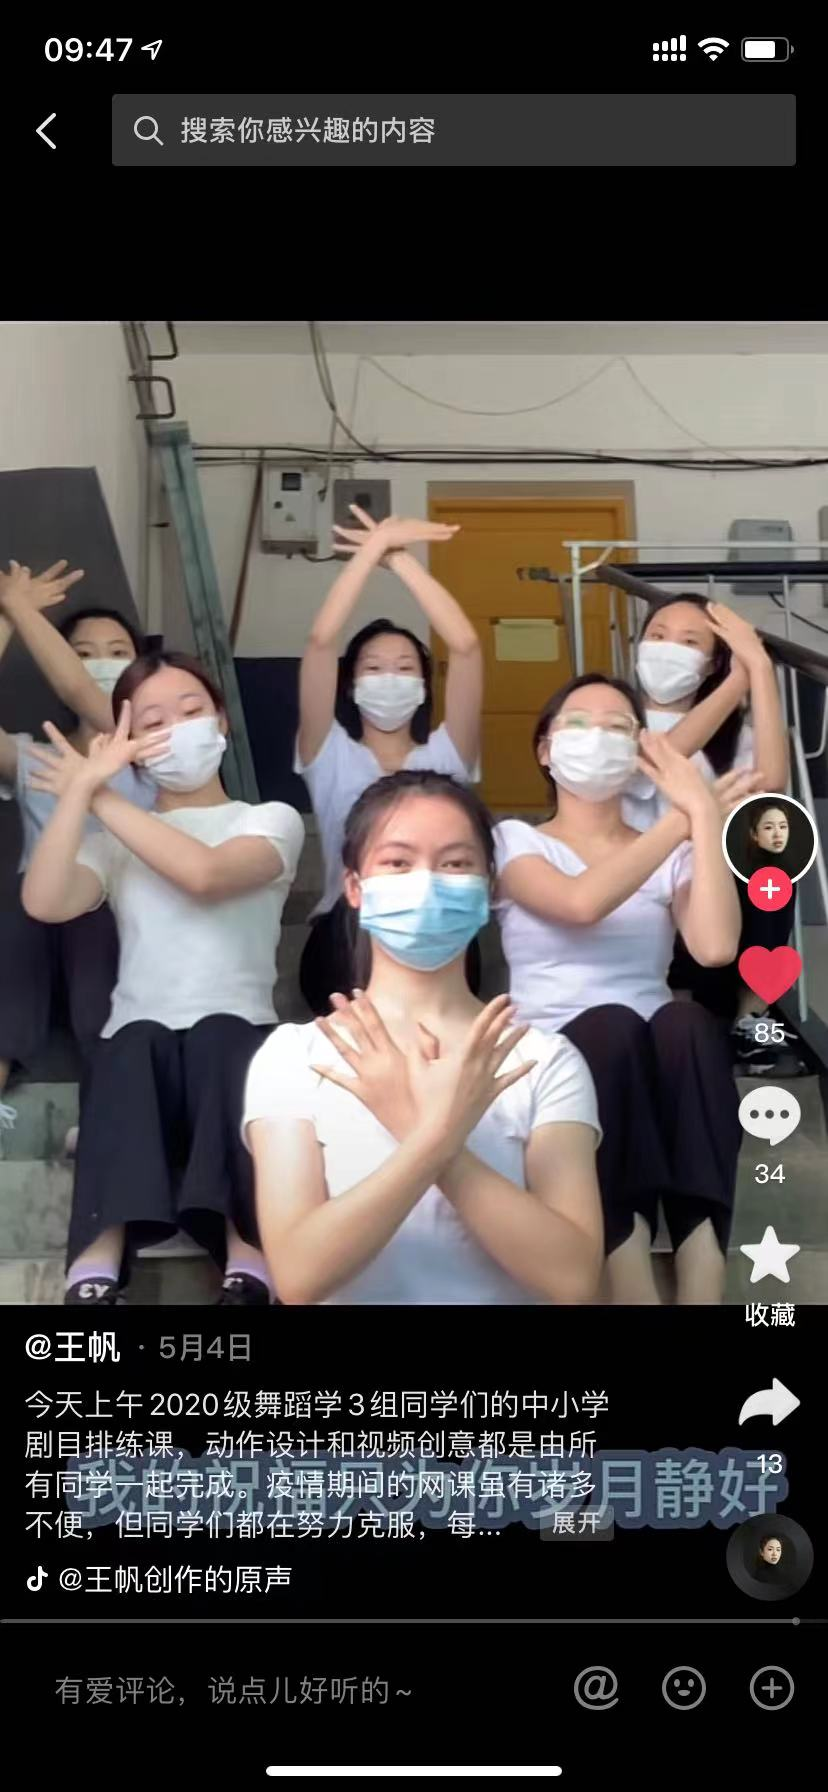 09:47
搜索你感兴趣的内容
85
34
收藏
@王帆 · 5月4日
今天上午2020级舞蹈学3组同学们的中小学
剧目排练课，动作设计和视频创意都是由所
有同学一起完成。疫情期间的网课虽有诸多
不便，但同学们都在努力克服，每... 展开
13
我的祝福只为你岁月静好
@王帆创作的原声
有爱评论，说点儿好听的~